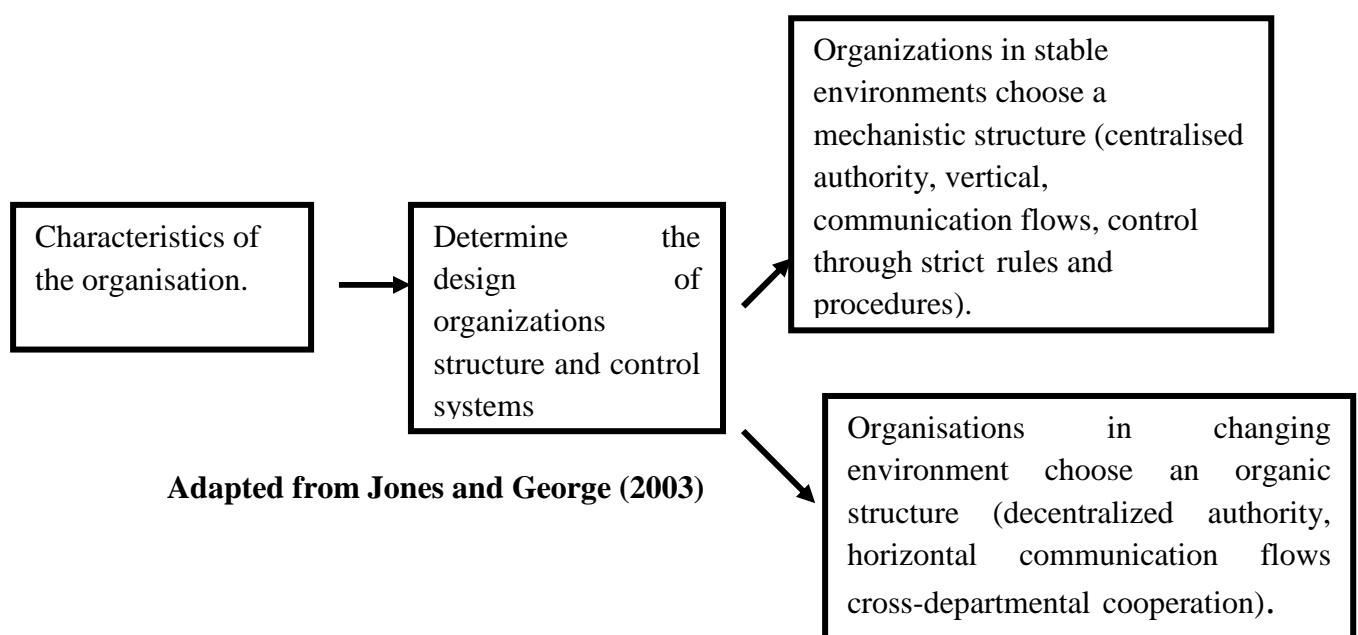 Characteristics of
the organisation.
Determine the
design of
organizations
structure and control
systems
Organizations in stable
environments choose a
mechanistic structure (centralised
authority, vertical,
communication flows, control
through strict rules and
procedures).
Organisations in changing
environment choose an organic
structure (decentralized authority,
horizontal communication flows
cross-departmental cooperation).
Adapted from Jones and George (2003)